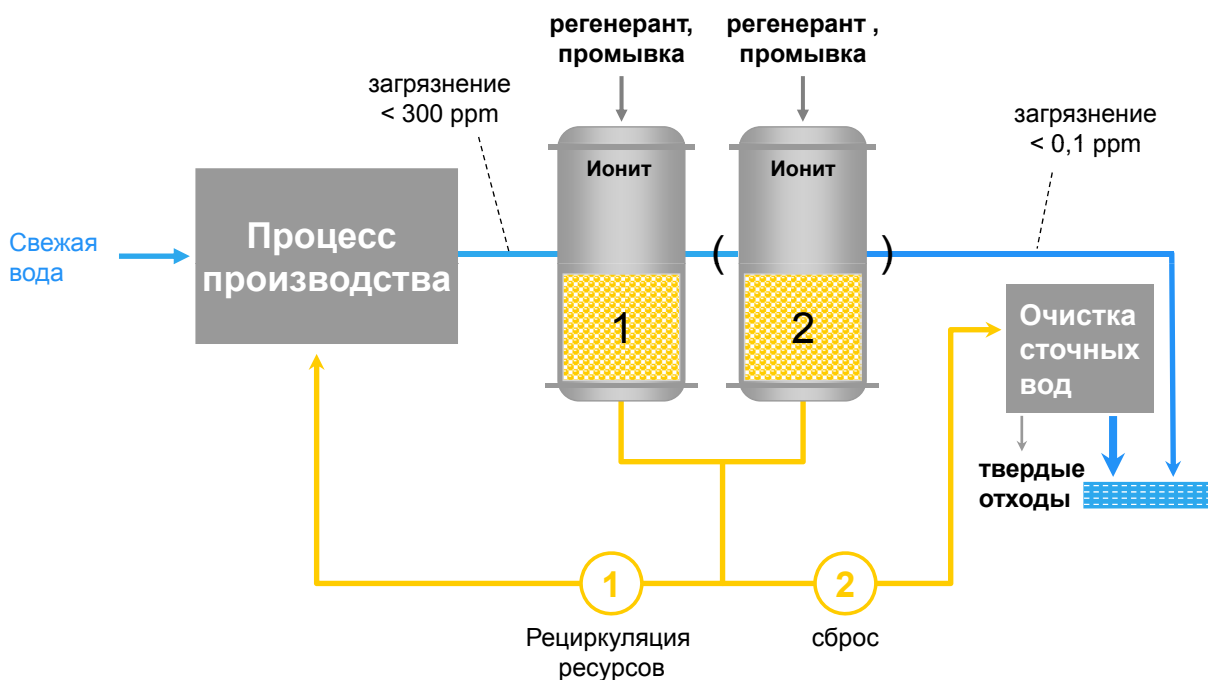 регенерант,
промывка
регенерант ,
промывка
загрязнение
< 300 ppm
загрязнение
< 0,1 ppm
Ионит
Ионит
Свежая
вода
Процесс
производства
(
)
1
2
Очистка
сточных
вод
твердые
отходы
1
2
Рециркуляция
ресурсов
сброс